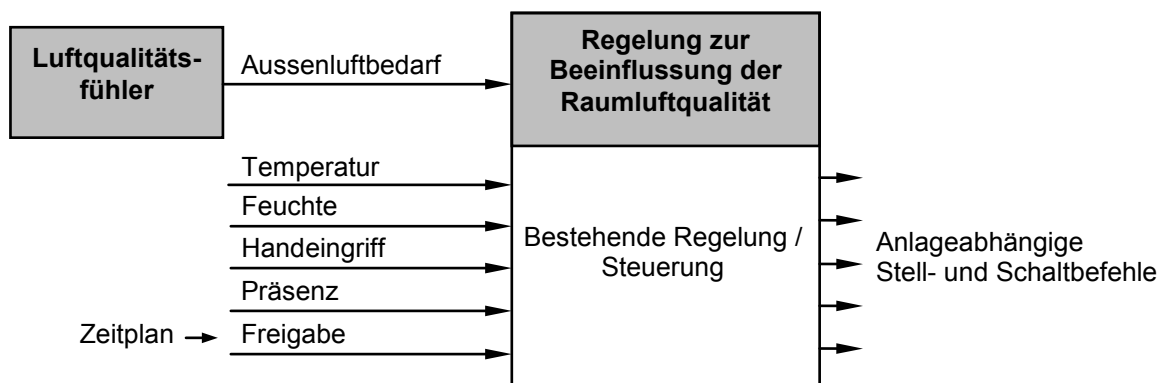 Luftqualitäts-
fühler
Aussenluftbedarf
Regelung zur
Beeinflussung der
Raumluftqualität
Temperatur
Feuchte
Handeingriff
Präsenz
Zeitplan
Freigabe
Bestehende Regelung /
Steuerung
Anlageabhängige
Stell- und Schaltbefehle